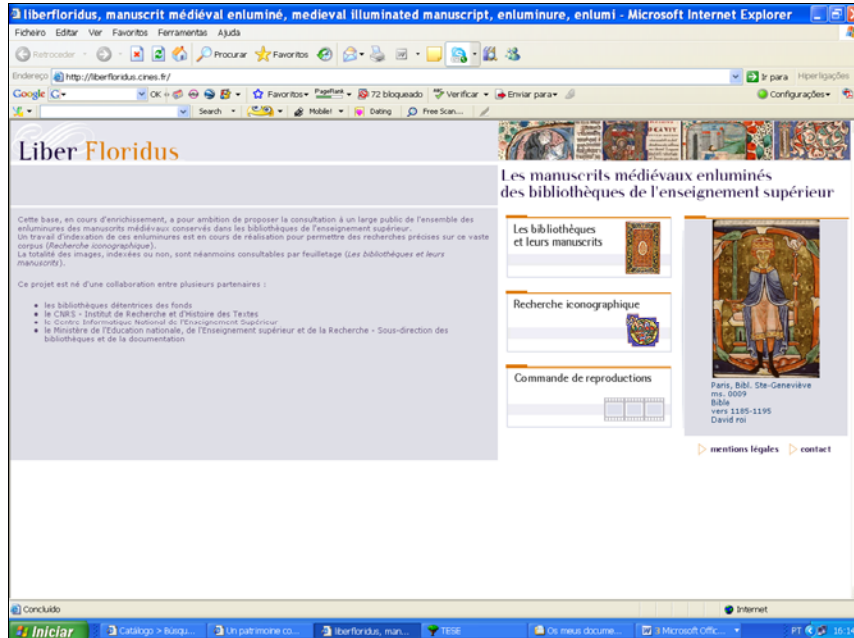 liberfloridus, manuscrit médiéval enluminé, medieval illuminated manuscript, enluminure, enlumi - Microsoft Internet Explorer
Ficheiro Editar Ver Favoritos Ferramentas Ajuda
Retroceder Procurar Favoritos
Endereço http://liberfloridus.cines.fr/ Ir para Hiperligações
Google G OK Favoritos PageRank 72 bloqueado Verificar Enviar para Configurações
Search Mobile! Dating Free Scan...
Liber Floridus
Les manuscrits médiévaux enluminés
des bibliothèques de l'enseignement supérieur
Cette base, en cours d'enrichissement, a pour ambition de proposer la consultation à un large public de l'ensemble des
enluminures des manuscrits médiévaux conservés dans les bibliothèques de l'enseignement supérieur.
Un travail d'indexation de ces enluminures est en cours de réalisation pour permettre des recherches précises sur ce vaste
corpus (Recherche iconographique).
La totalité des images, indexées ou non, sont néanmoins consultables par feuilletage (Les bibliothèques et leurs
manuscrits).
Ce projet est né d'une collaboration entre plusieurs partenaires :
les bibliothèques détentrices des fonds
le CNRS - Institut de Recherche et d'Histoire des Textes
le Centre Informatique National de l'Enseignement Supérieur
le Ministère de l'Education nationale, de l'Enseignement supérieur et de la Recherche - Sous-direction des
bibliothèques et de la documentation
Les bibliothèques
et leurs manuscrits
Recherche iconographique
Commande de reproductions
Paris, Bibl. Ste-Geneviève
ms. 0009
Bible
vers 1185-1195
David roi
mentions légales contact
Concluído Internet
Iniciar Catálogo > Búsqu... Un patrimoine co... liberfloridus, man... TESE Os meus docume... 3 Microsoft Offic... PT 16:14